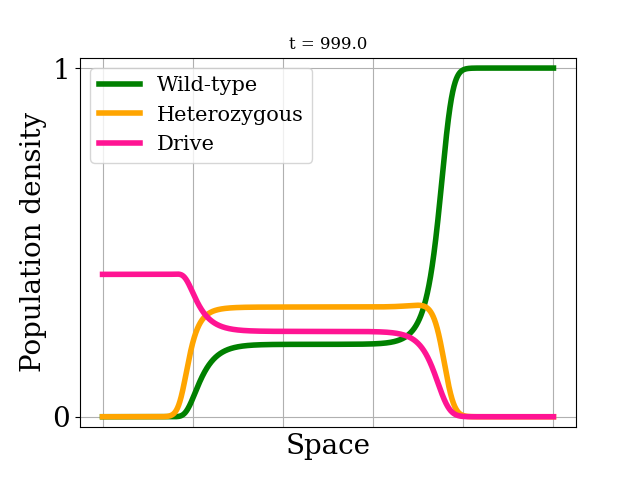 t = 999.0
1
Wild-type
Heterozygous
Drive
Population density
0
Space